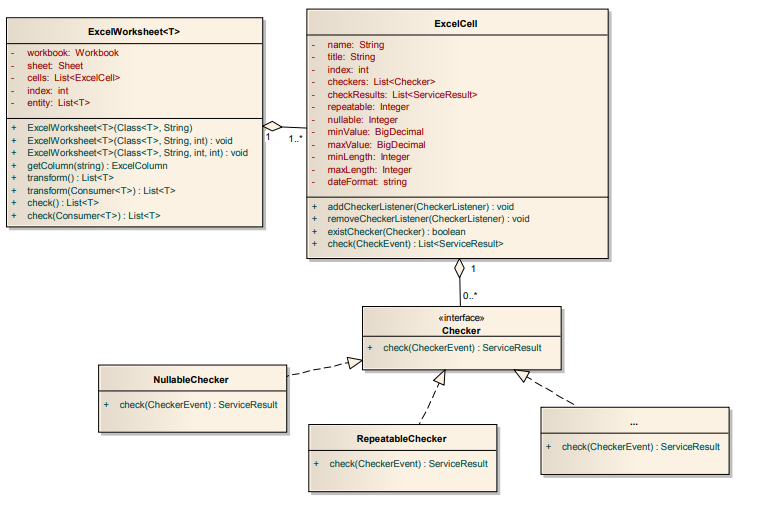 ExcelWorksheet<T>
- workbook: Workbook
- sheet: Sheet
- cells: List<ExcelCell>
- index: int
- entity: List<T>
+ ExcelWorksheet<T>(Class<T>, String)
+ ExcelWorksheet<T>(Class<T>, String, int) : void
+ ExcelWorksheet<T>(Class<T>, String, int, int) : void
+ getColumn(string) : ExcelColumn
+ transform() : List<T>
+ transform(Consumer<T>) : List<T>
+ check() : List<T>
+ check(Consumer<T>) : List<T>
1
1..*
ExcelCell
- name: String
- title: String
- index: int
- checkers: List<Checker>
- checkResults: List<ServiceResult>
- repeatable: Integer
- nullable: Integer
- minValue: BigDecimal
- maxValue: BigDecimal
- minLength: Integer
- maxLength: Integer
- dateFormat: string
+ addCheckerListener(CheckerListener) : void
+ removeCheckerListener(CheckerListener) : void
+ existChecker(Checker) : boolean
+ check(CheckEvent) : List<ServiceResult>
1
0..*
«interface»
Checker
+ check(CheckerEvent) : ServiceResult
NullableChecker
+ check(CheckerEvent) : ServiceResult
RepeatableChecker
+ check(CheckerEvent) : ServiceResult
...
+ check(CheckerEvent) : ServiceResult